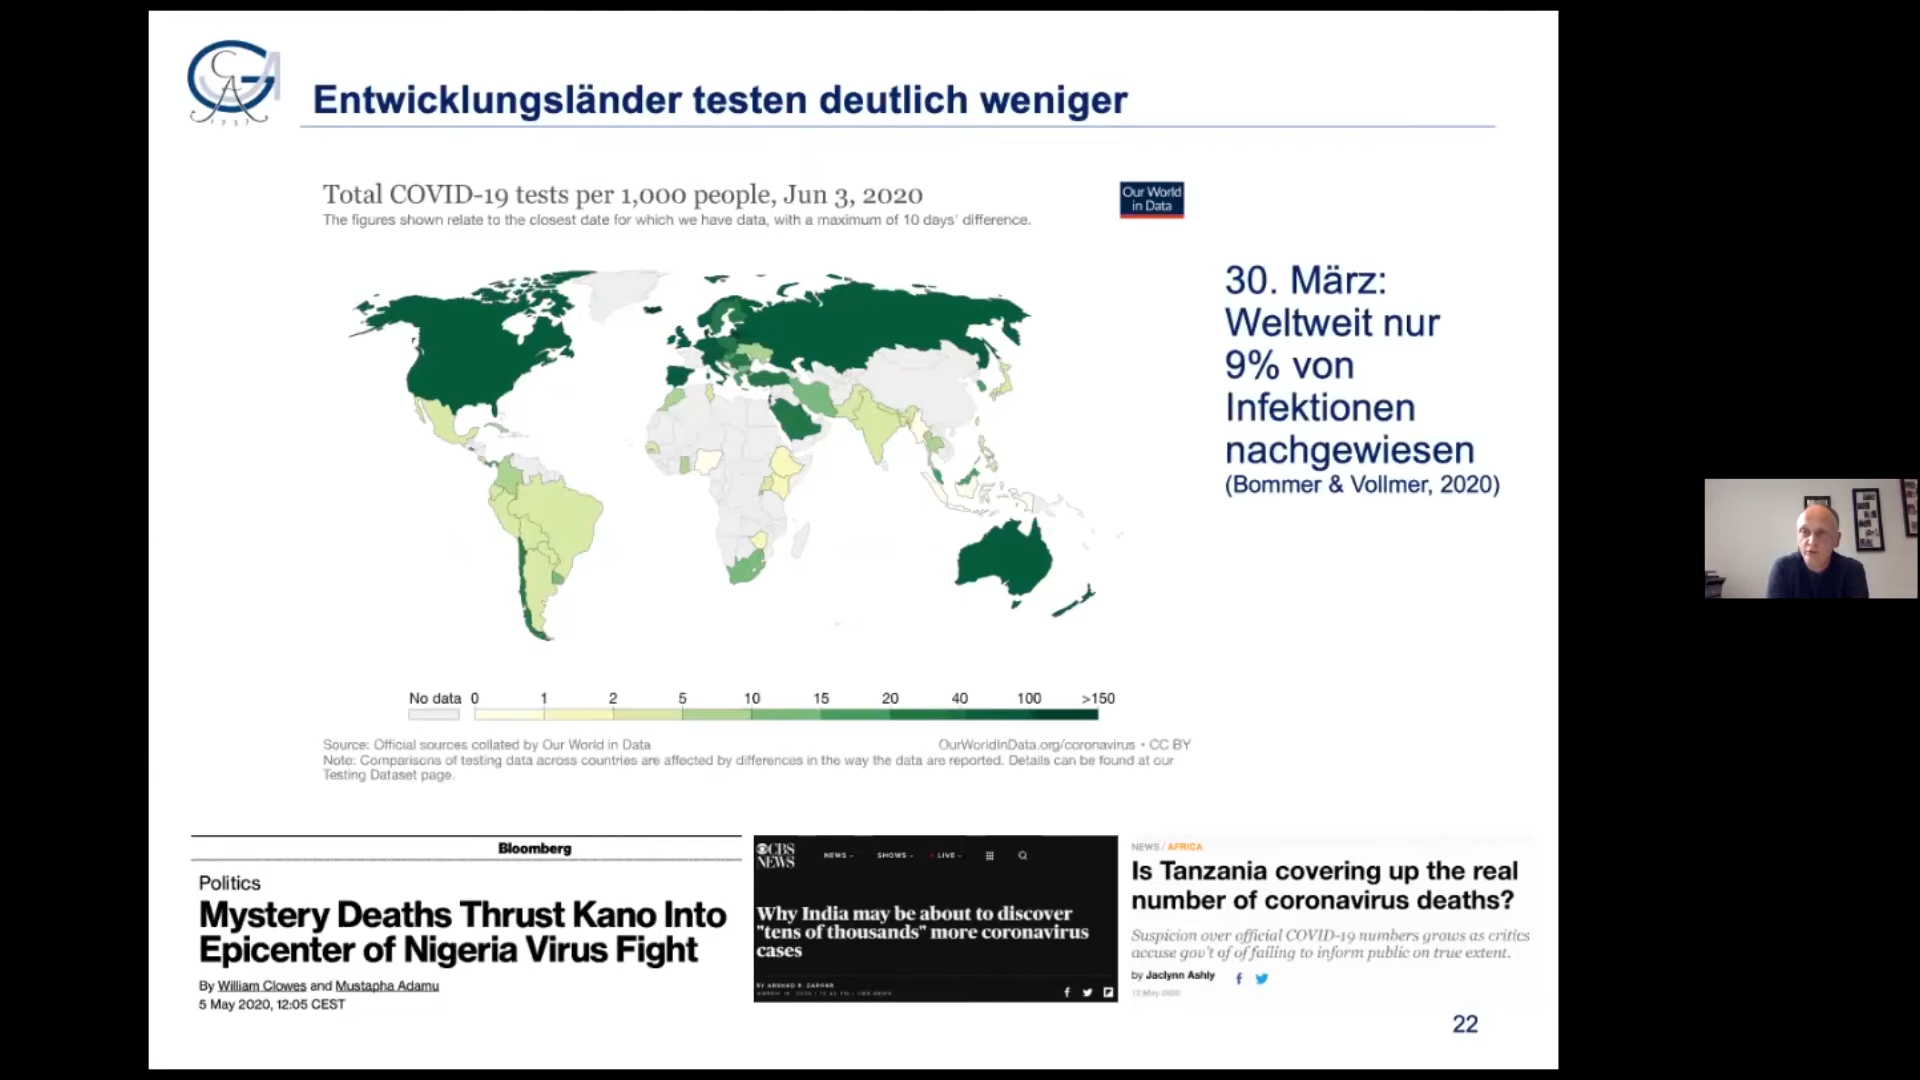 Entwicklungsländer testen deutlich weniger
Total COVID-19 tests per 1,000 people, Jun 3, 2020
The figures shown relate to the closest date for which we have data, with a maximum of 10 days' difference.
Our World
in Data
30. März:
Weltweit nur
9% von
Infektionen
nachgewiesen
(Bommer & Vollmer, 2020)
No data 0 1 2 5 10 15 20 40 100 >150
Source: Official sources collated by Our World in Data
OurWorldInData.org/coronavirus • CC BY
Note: Comparisons of testing data across countries are affected by differences in the way the data are reported. Details can be found at our
Testing Dataset page.
Bloomberg
Politics
Mystery Deaths Thrust Kano Into
Epicenter of Nigeria Virus Fight
By William Clowes and Mustapha Adamu
5 May 2020, 12:05 CEST
CBS
NEWS
NEWS SHOWS LIVE
Why India may be about to discover
"tens of thousands" more coronavirus
cases
BY ARSHAD R. ZARGAR
NEWS / AFRICA
Is Tanzania covering up the real
number of coronavirus deaths?
Suspicion over official COVID-19 numbers grows as critics
accuse gov't of of failing to inform public on true extent.
by Jaclynn Ashly
22